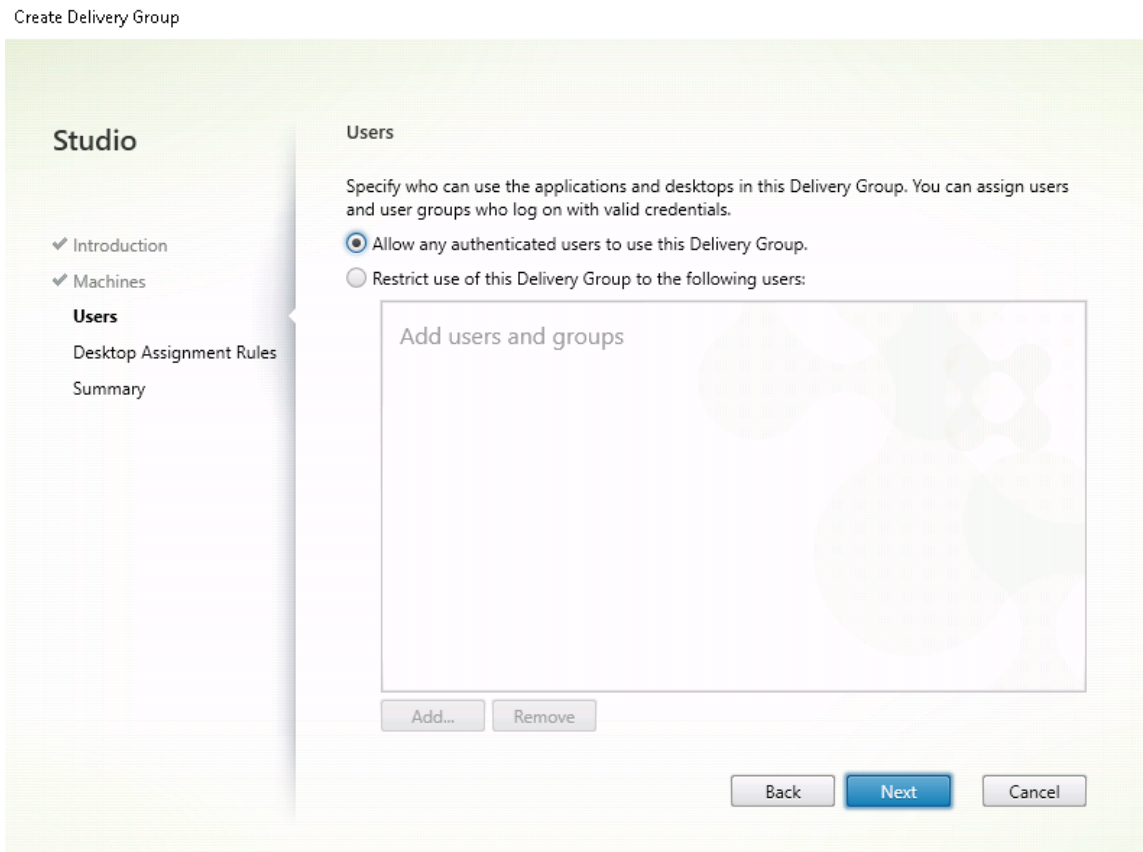 Create Delivery Group
Studio
Introduction
Machines
Users
Desktop Assignment Rules
Summary
Users
Specify who can use the applications and desktops in this Delivery Group. You can assign users
and user groups who log on with valid credentials.
Allow any authenticated users to use this Delivery Group.
Restrict use of this Delivery Group to the following users:
Add users and groups
Add...
Remove
Back
Next
Cancel